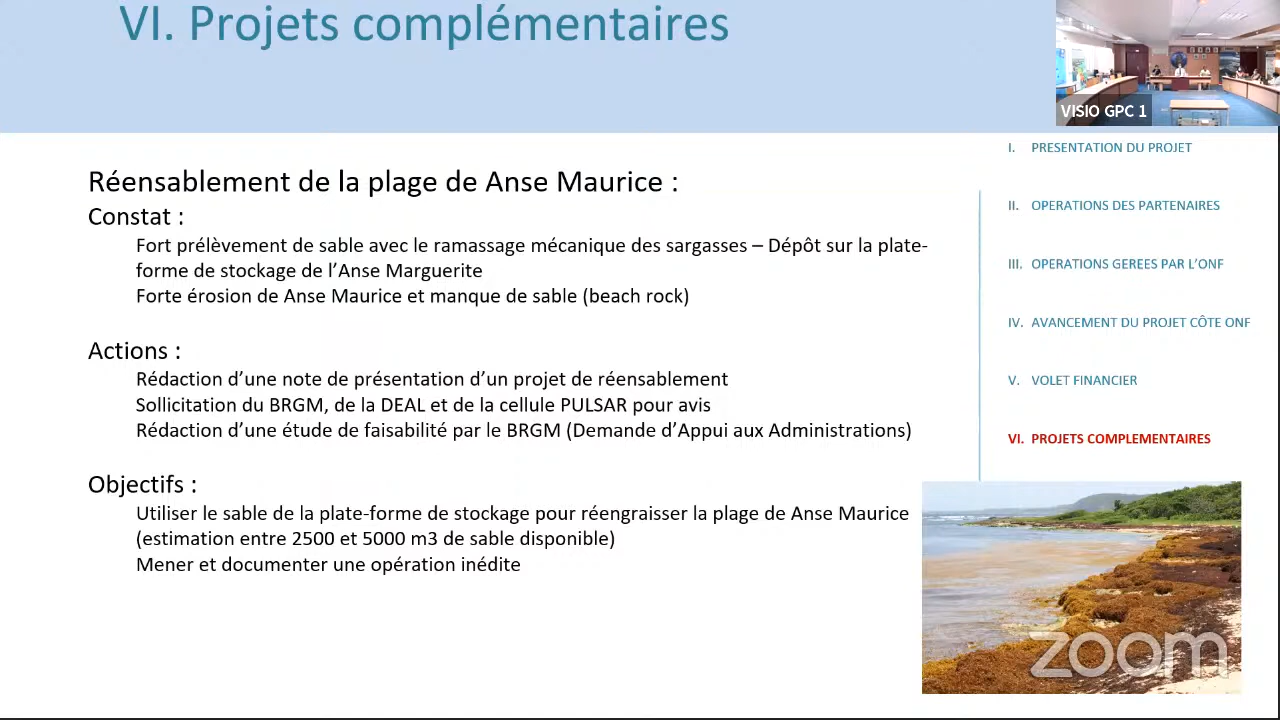 VI. Projets complémentaires
VISIO GPC 1
Réensablement de la plage de Anse Maurice :
Constat :
Fort prélèvement de sable avec le ramassage mécanique des sargasses – Dépôt sur la plate-
forme de stockage de l’Anse Marguerite
Forte érosion de Anse Maurice et manque de sable (beach rock)
Actions :
Rédaction d’une note de présentation d’un projet de réensablement
Sollicitation du BRGM, de la DEAL et de la cellule PULSAR pour avis
Rédaction d’une étude de faisabilité par le BRGM (Demande d’Appui aux Administrations)
Objectifs :
Utiliser le sable de la plate-forme de stockage pour réengraisser la plage de Anse Maurice
(estimation entre 2500 et 5000 m3 de sable disponible)
Mener et documenter une opération inédite
I. PRESENTATION DU PROJET
II. OPERATIONS DES PARTENAIRES
III. OPERATIONS GEREES PAR L’ONF
IV. AVANCEMENT DU PROJET CÔTE ONF
V. VOLET FINANCIER
VI. PROJETS COMPLEMENTAIRES
zoom